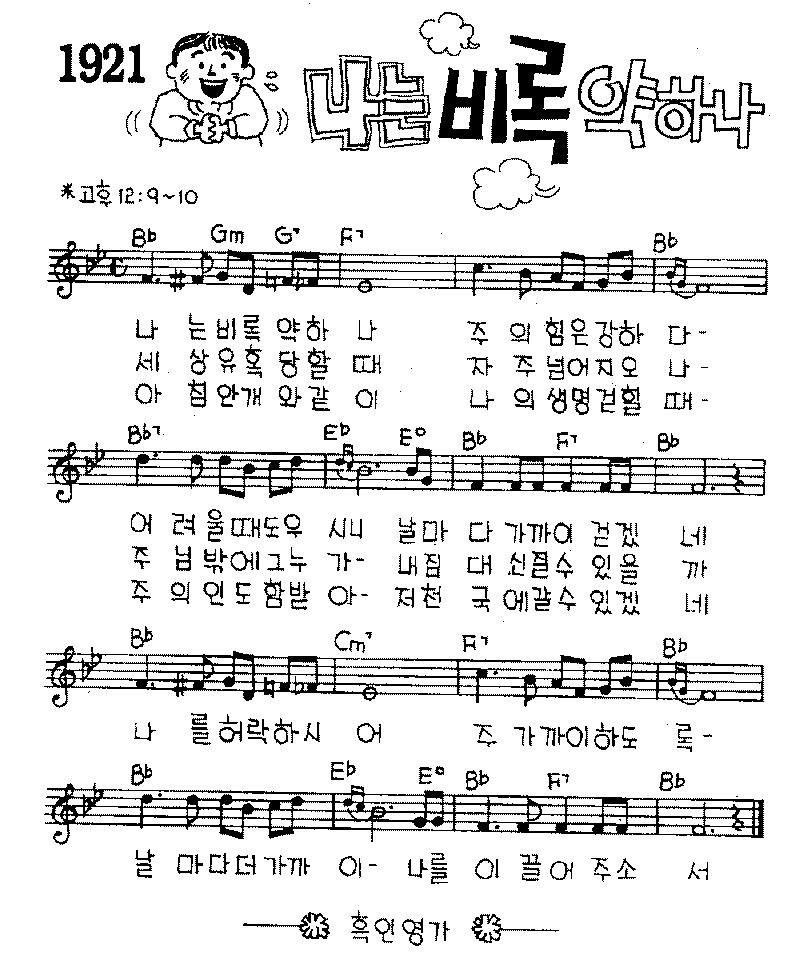 1921
나는 비록 약하나
*고후 12:9~10
Bb Gm G7 F7 Bb
나 는비록 약하 나 주 의 힘은강하 다-
세 상유혹 당할 때 자 주넘어지오 나-
아 침안개 와같 이 나 의생명걷힐 때-
Bb7 Eb E° Bb F7 Bb
어 려울때도우 시니 날마 다 가까이 걷겠 네
주 님밖에그누 가- 내짐 대 신질수 있을 까
주 의인도함받 아- 저천 국에갈수있겠 네
Bb Cm7 F7 Bb
나 를허락하시 어 주 가까이하도 록-
Bb Eb E° Bb F7 Bb
날 마다더가까 이- 나를 이 끌어 주소 서
흑인영가